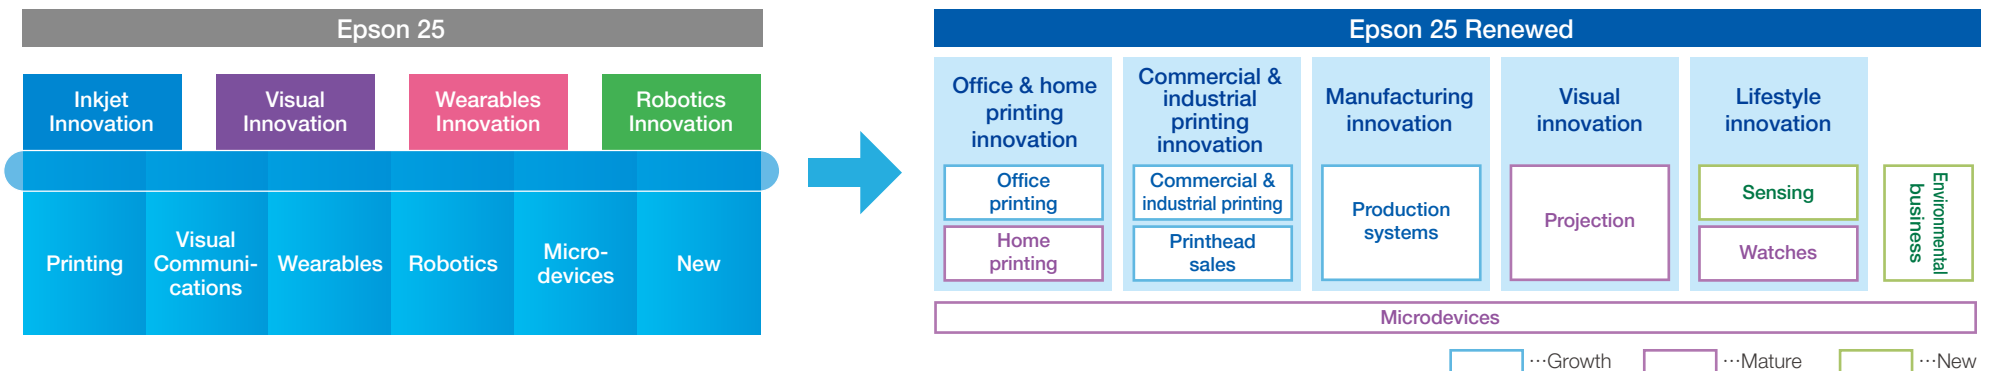 Epson 25
Inkjet
Innovation
Visual
Innovation
Wearables
Innovation
Robotics
Innovation
Printing
Visual
Communi-
cations
Wearables
Robotics
Micro-
devices
New
Epson 25 Renewed
Office & home
printing
innovation
Commercial &
industrial
printing
innovation
Manufacturing
innovation
Visual
innovation
Lifestyle
innovation
Office
printing
Home
printing
Commercial &
industrial printing
Printhead
sales
Production
systems
Projection
Sensing
Watches
Environmental
business
Microdevices
···Growth
···Mature
···New